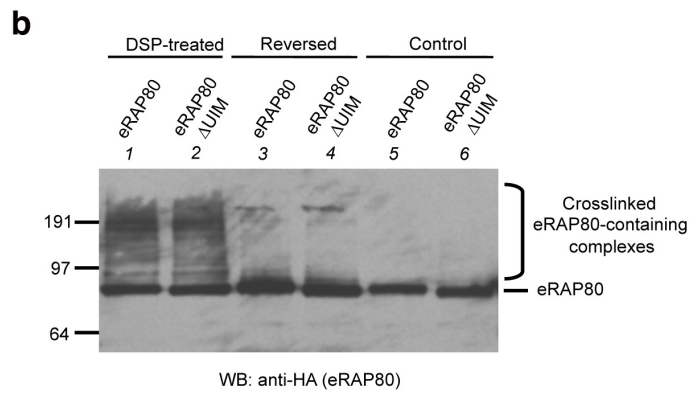 b
DSP-treated Reversed Control
eRAP80 eRAP80 ΔUIM eRAP80 eRAP80 ΔUIM eRAP80 eRAP80 ΔUIM
1 2 3 4 5 6
191
97
64
Crosslinked
eRAP80-containing
complexes
eRAP80
WB: anti-HA (eRAP80)